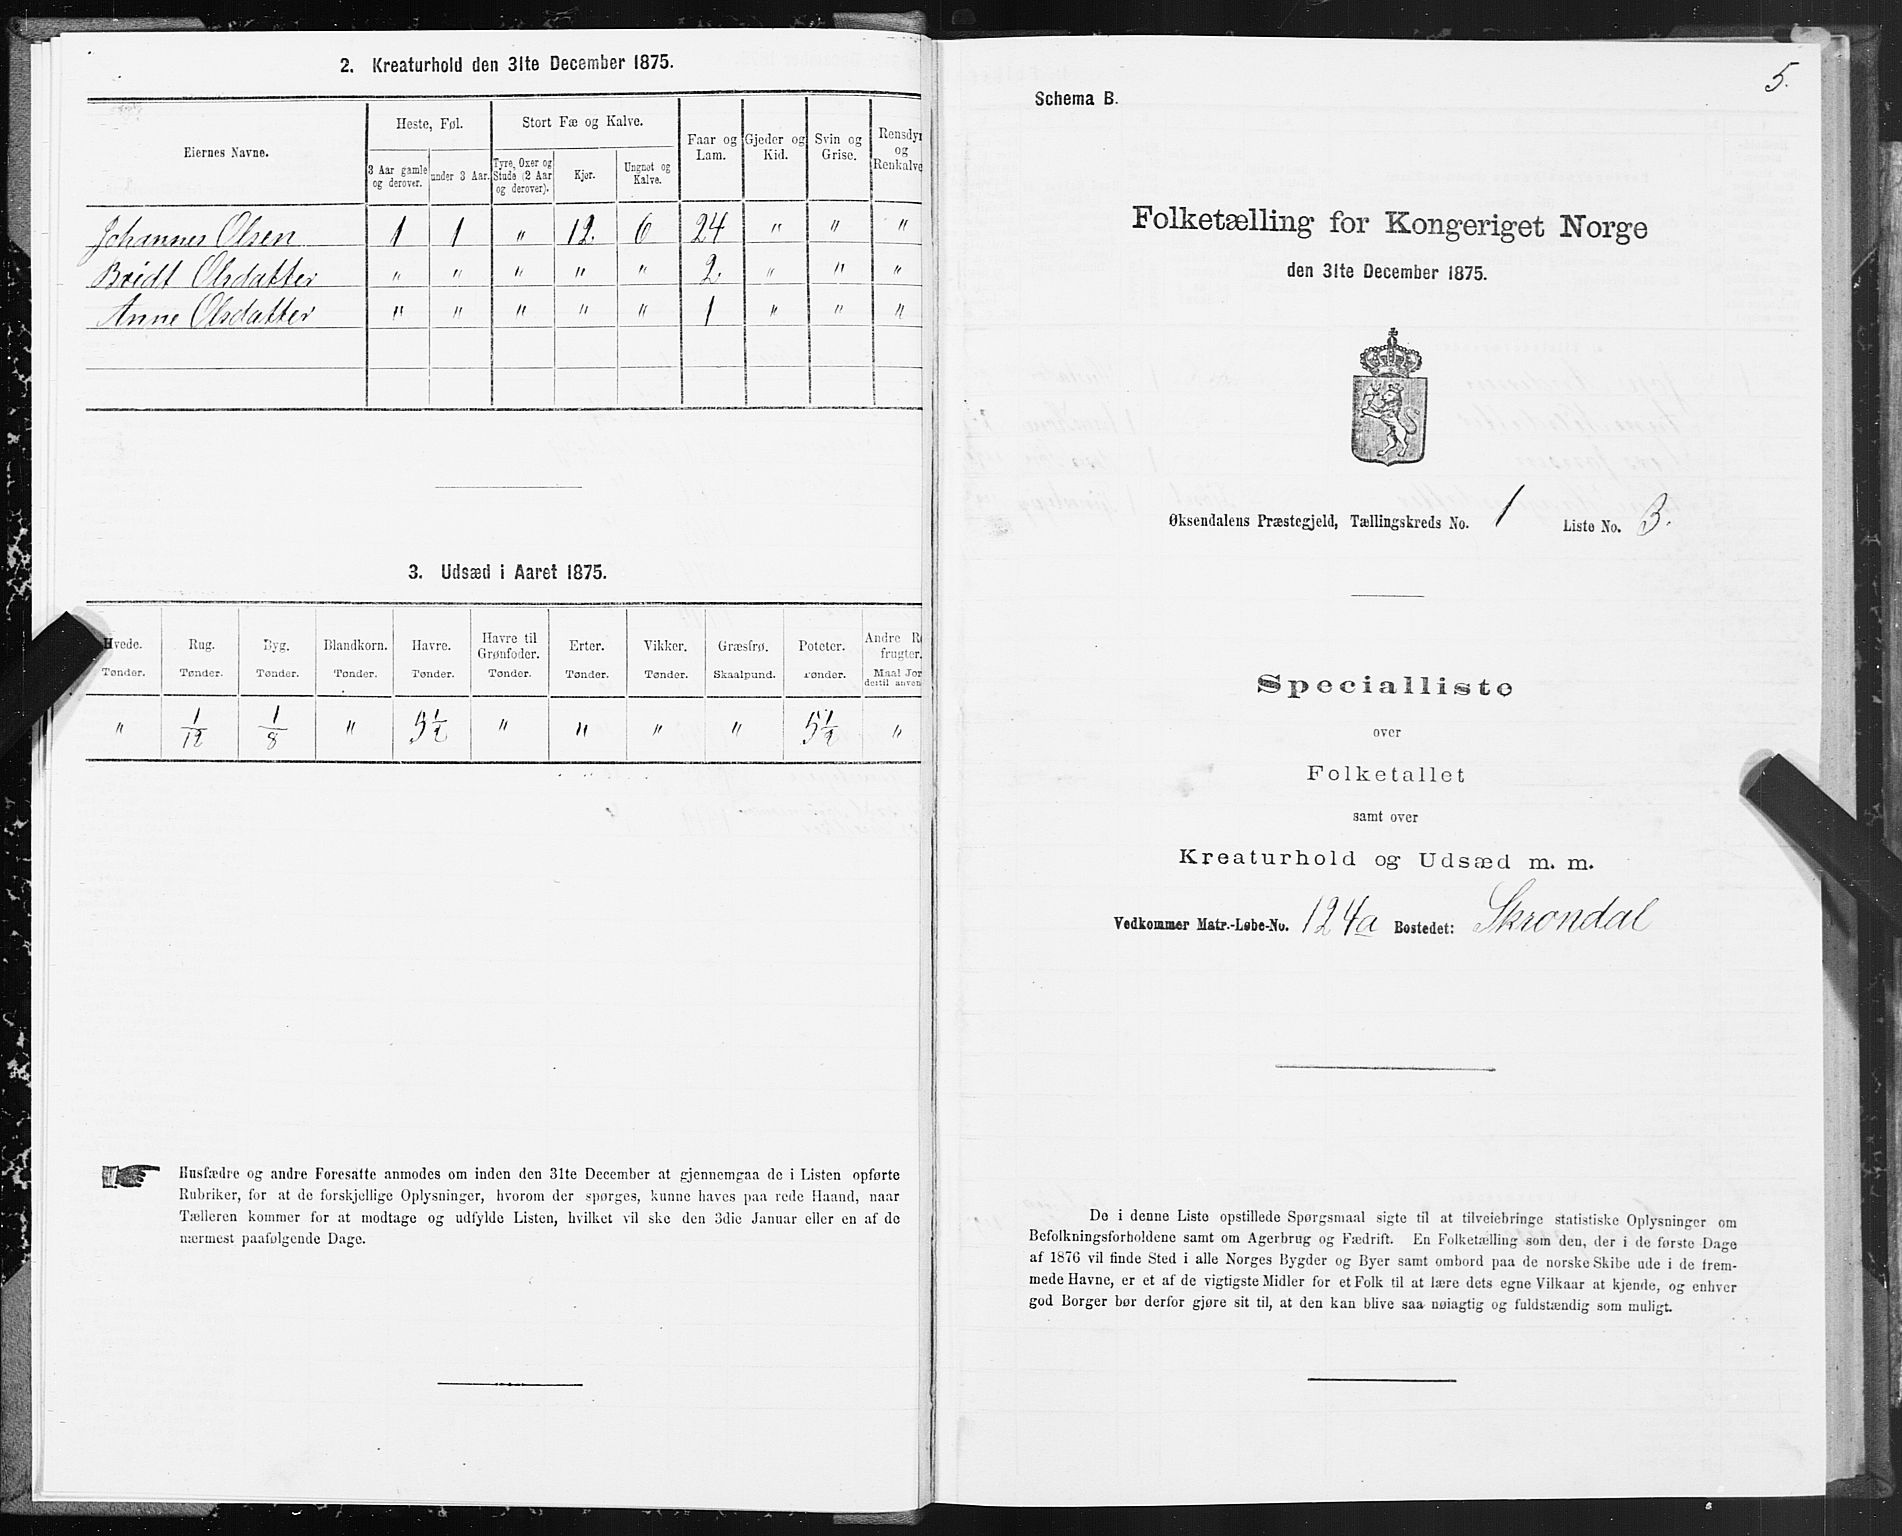 2. Kreaturhold den 31te December 1875.
Eiernes Navne.
Heste, Føl.
Stort Fæ og Kalve.
Faar og Lam.
Gjeder og Kid.
Svin og Grise.
Rensdyr og Renkalve
3 Aar gamle og derover.
under 3 Aar.
Tyre, Oxer og Stude (2 Aar og derover).
Kjør.
Ungnøt og Kalve.
Johannes Olsen 1 1 " 12. 6 24 " " "
Bridt Olsdatter " " " " " 2. " " "
Anne Olsdatter " " " " " 1 " " "
3. Udsæd i Aaret 1875.
Hvede. Rug. Byg. Blandkorn. Havre. Havre til Grønfoder. Erter. Vikker. Græsfrø. Poteter. Andre Ro frugter.
Tønder. Tønder. Tønder. Tønder. Tønder. Tønder. Tønder. Tønder. Skaalpund. Tønder. Maal Jor dertil anven
" 1/12 1/8 " 5 1/2 " " " " 5 1/2 "
Husfædre og andre Foresatte anmodes om inden den 31te December at gjennemgaa de i Listen opførte
Rubriker, for at de forskjellige Oplysninger, hvorom der spørges, kunne haves paa rede Haand, naar
Tælleren kommer for at modtage og udfylde Listen, hvilket vil ske den 3die Januar eller en af de
nærmest paafølgende Dage.
5.
Schema B.
Folketælling for Kongeriget Norge
den 31te December 1875.
Øksendalens Præstegjeld, Tællingskreds No. 1 Liste No. 3.
Specialliste
over
Folketallet
samt over
Kreaturhold og Udsæd m. m.
Vedkommer Matr.-Løbe-No. 124a Bostedet: Skrondal
De i denne Liste opstillede Spørgsmaal sigte til at tilveiebringe statistiske Oplysninger om
Befolkningsforholdene samt om Agerbrug og Fædrift. En Folketælling som den, der i de første Dage
af 1876 vil finde Sted i alle Norges Bygder og Byer samt ombord paa de norske Skibe ude i de frem-
mede Havne, er et af de vigtigste Midler for et Folk til at lære dets egne Vilkaar at kjende, og enhver
god Borger bør derfor gjøre sit til, at den kan blive saa nøiagtig og fuldstændig som muligt.